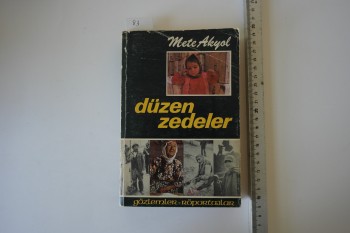 Mete Akyol
düzen
zedeler
gözlemler - röportajlar